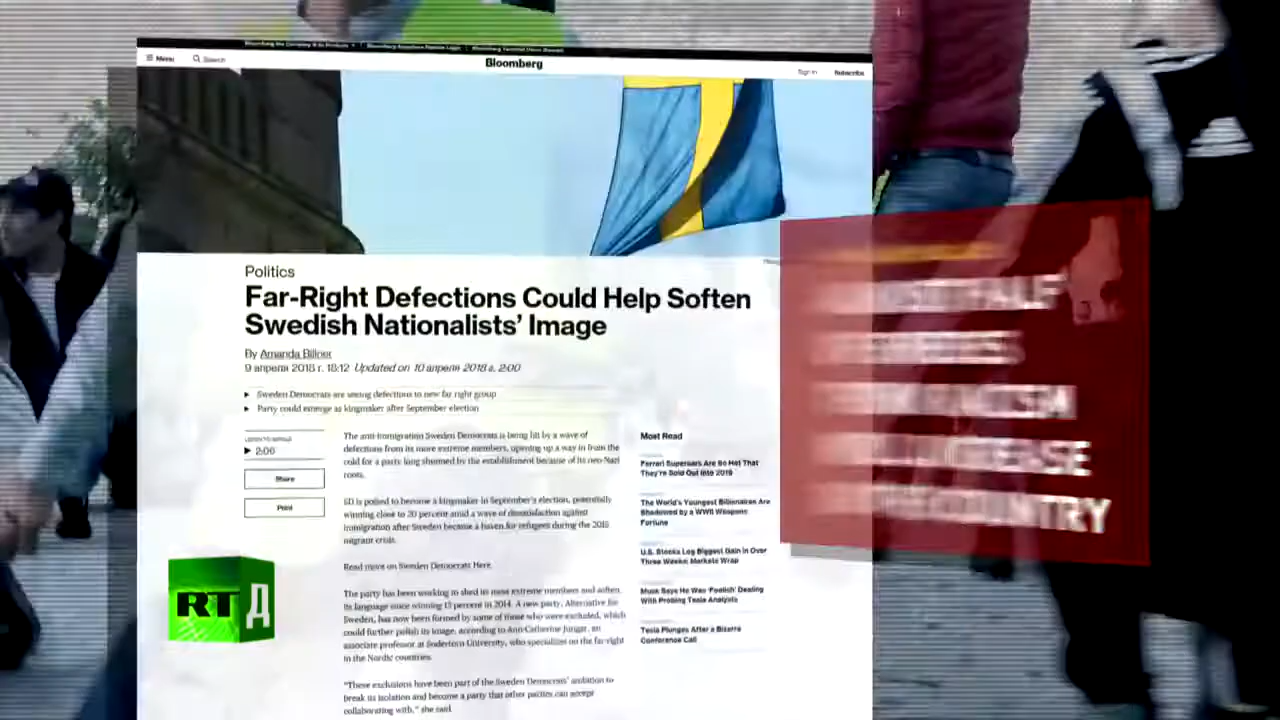 Menu
Search
Bloomberg
Sign In
Subscribe
Politics
Far-Right Defections Could Help Soften
Swedish Nationalists' Image
By Amanda Billner
9 апреля 2018 г. 18:12 Updated on 10 апреля 2018 г. 2:00
Sweden Democrats are seeing defections to new far right group
Party could emerge as kingmaker after September election
2:06
Share
Print
The anti-immigration Sweden Democrats is being hit by a wave of
defections from its more extreme members, opening up a way in from the
cold for a party long shunned by the establishment because of its neo-Nazi
roots.
SD is poised to become a kingmaker in September's election, potentially
winning close to 20 percent amid a wave of dissatisfaction against
immigration after Sweden became a haven for refugees during the 2015
migrant crisis.
Read more on Sweden Democrats Here.
The party has been working to shed its most extreme members and soften
its language since winning 13 percent in 2014. A new party, Alternative for
Sweden, has now been formed by some of those who were excluded, which
could further polish its image, according to Ann-Cathrine Jungar, an
associate professor at Sodertorn University, who specializes on the far-right
in the Nordic countries.
"These exclusions have been part of the Sweden Democrats' ambition to
break its isolation and become a party that other parties can accept
collaborating with," she said.
Most Read
Ferrari Supercars Are So Hot That
They're Sold Out Into 2019
The World's Youngest Billionaires Are
Shadowed by a WWII Weapons
Fortune
U.S. Stocks Log Biggest Gain in Over
Three Weeks: Markets Wrap
Musk Says He Was 'Foolish' Dealing
With Probing Tesla Analysts
Tesla Plunges After a Bizarre
Conference Call
RT Д